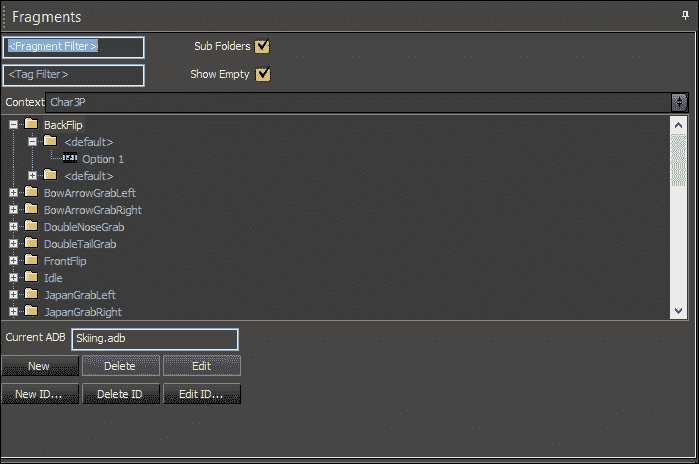 Fragments
<Fragment Filter>
Sub Folders
<Tag Filter>
Show Empty
Context Char3P
BackFlip
<default>
Option 1
<default>
BowArrowGrabLeft
BowArrowGrabRight
DoubleNoseGrab
DoubleTailGrab
FrontFlip
Idle
JapanGrabLeft
JapanGrabRight
Current ADB Skiing.adb
New Delete Edit
New ID... Delete ID Edit ID...